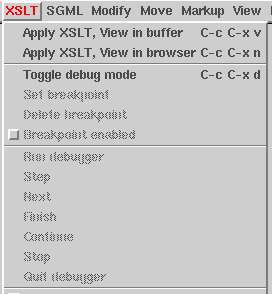 XSLT SGML Modify Move Markup View
Apply XSLT, View in buffer C-c C-x v
Apply XSLT, View in browser C-c C-x n
Toggle debug mode C-c C-x d
Set breakpoint
Delete breakpoint
Breakpoint enabled
Run debugger
Step
Next
Finish
Continue
Stop
Quit debugger